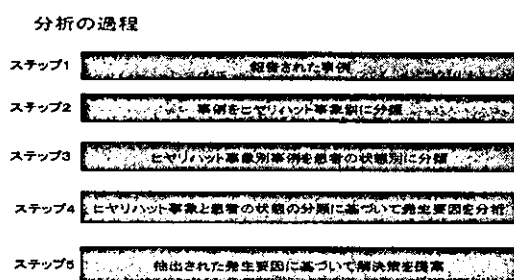 分析の過程
ステップ1 報告された事例
ステップ2 事例をヒヤリハット事象別に分類
ステップ3 ヒヤリハット事象別事例を患者の状態別に分類
ステップ4 ヒヤリハット事象と患者の状態の分類に基づいて発生要因を分析
ステップ5 抽出された発生要因に基づいて解決策を提案